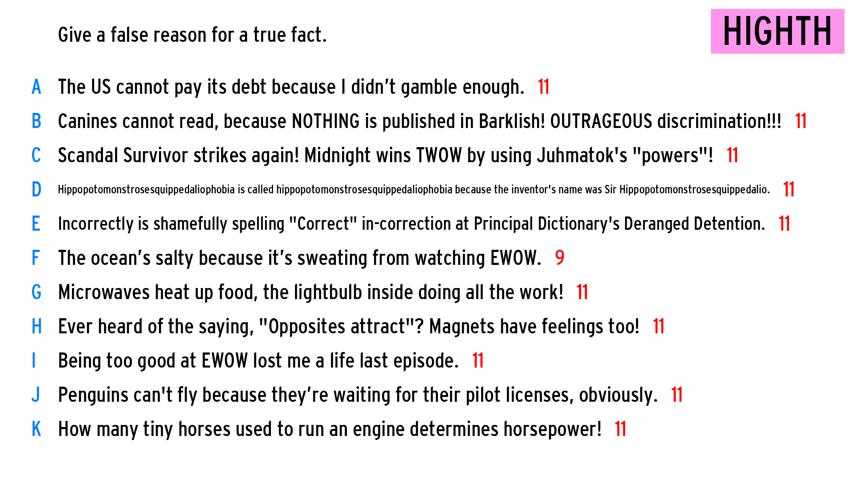 Give a false reason for a true fact.
HIGHTH
A The US cannot pay its debt because I didn’t gamble enough. 11
B Canines cannot read, because NOTHING is published in Barklish! OUTRAGEOUS discrimination!!! 11
C Scandal Survivor strikes again! Midnight wins TWOW by using Juhmatok's "powers"! 11
D Hippopotomonstrosesquippedaliophobia is called hippopotomonstrosesquippedaliophobia because the inventor's name was Sir Hippopotomonstrosesquippedalio. 11
E Incorrectly is shamefully spelling "Correct" in-correction at Principal Dictionary's Deranged Detention. 11
F The ocean’s salty because it’s sweating from watching EWOW. 9
G Microwaves heat up food, the lightbulb inside doing all the work! 11
H Ever heard of the saying, "Opposites attract"? Magnets have feelings too! 11
I Being too good at EWOW lost me a life last episode. 11
J Penguins can't fly because they’re waiting for their pilot licenses, obviously. 11
K How many tiny horses used to run an engine determines horsepower! 11